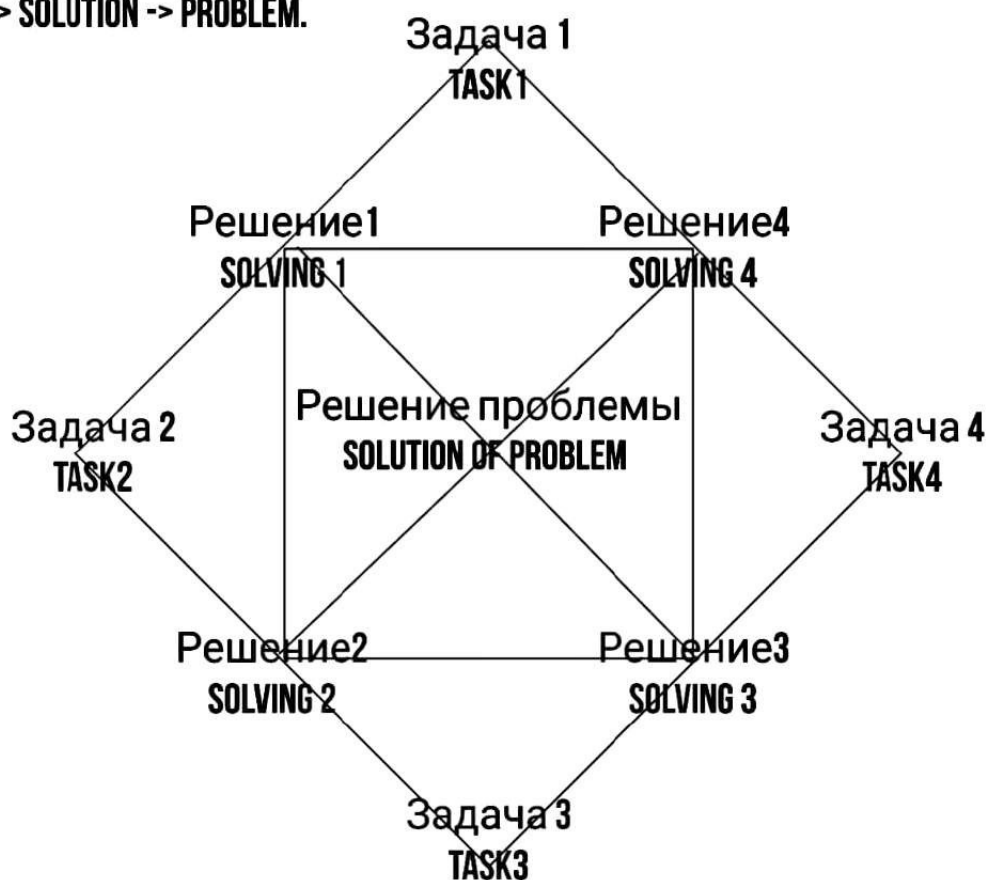 > SOLUTION -> PROBLEM.
Задача 1
TASK1
Решение1
SOLVING 1
Решение4
SOLVING 4
Решение проблемы
SOLUTION OF PROBLEM
Задача 2
TASK2
Задача 4
TASK4
Решение2
SOLVING 2
Решение3
SOLVING 3
Задача 3
TASK3